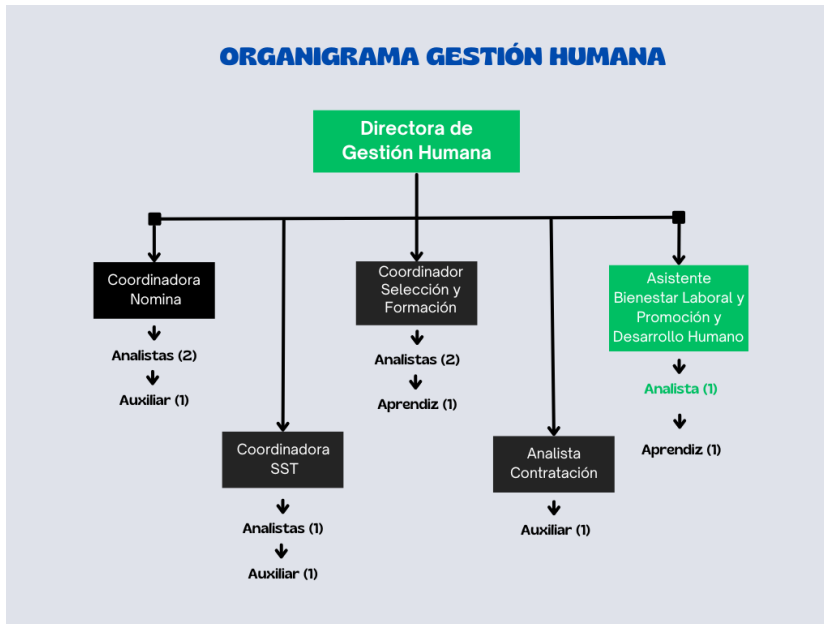 ORGANIGRAMA GESTIÓN HUMANA
Directora de
Gestión Humana
Coordinadora
Nomina
Analistas (2)
Auxiliar (1)
Coordinadora
SST
Analistas (1)
Auxiliar (1)
Coordinador
Selección y
Formación
Analistas (2)
Aprendiz (1)
Analista
Contratación
Auxiliar (1)
Asistente
Bienestar Laboral y
Promoción y
Desarrollo Humano
Analista (1)
Aprendiz (1)